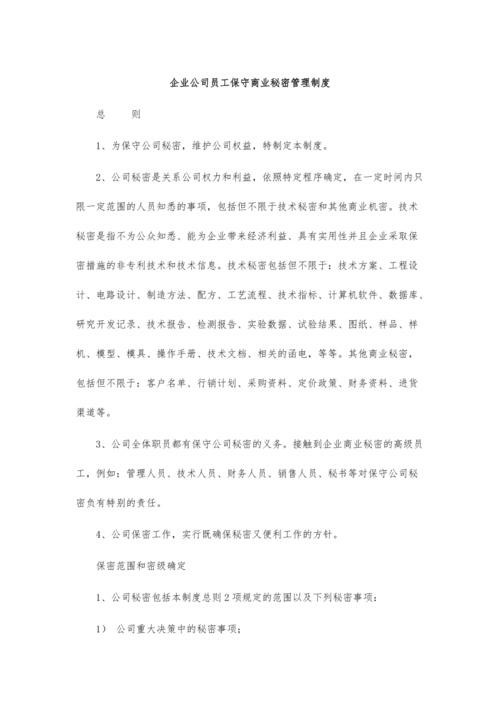 企业公司员工保守商业秘密管理制度
总 则
1、为保守公司秘密，维护公司权益，特制定本制度。
2、公司秘密是关系公司权力和利益，依照特定程序确定，在一定时间内只
限一定范围的人员知悉的事项，包括但不限于技术秘密和其他商业机密。技术
秘密是指不为公众知悉、能为企业带来经济利益、具有实用性并且企业采取保
密措施的非专利技术和技术信息。技术秘密包括但不限于：技术方案、工程设
计、电路设计、制造方法、配方、工艺流程、技术指标、计算机软件、数据库、
研究开发记录、技术报告、检测报告、实验数据、试验结果、图纸、样品、样
机、模型、模具、操作手册、技术文档、相关的函电，等等。其他商业秘密，
包括但不限于；客户名单、行销计划、采购资料、定价政策、财务资料、进货
渠道等。
3、公司全体职员都有保守公司秘密的义务。接触到企业商业秘密的高级员
工，例如；管理人员、技术人员、财务人员、销售人员、秘书等对保守公司秘
密负有特别的责任。
4、公司保密工作，实行既确保秘密又便利工作的方针。
保密范围和密级确定
1、公司秘密包括本制度总则2项规定的范围以及下列秘密事项：
1） 公司重大决策中的秘密事项；